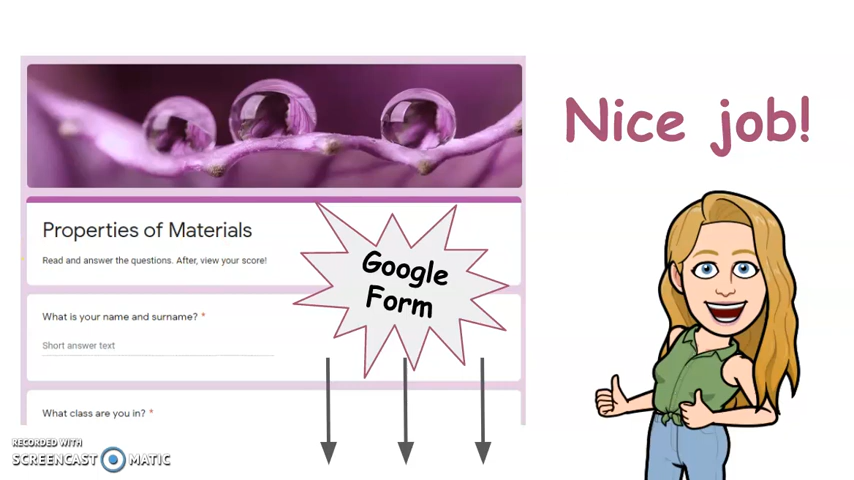 Nice job!
Properties of Materials
Read and answer the questions. After, view your score!
Google
Form
What is your name and surname? *
Short answer text
What class are you in? *
RECORDED WITH
SCREENCAST MATIC